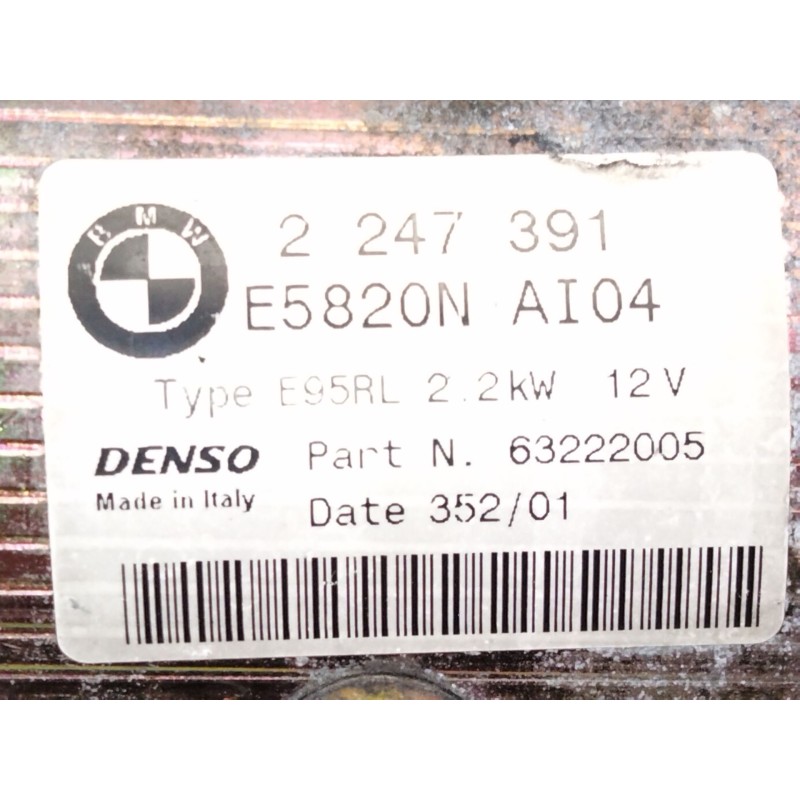 BMW
2 247 391
E5820N AI04
Type E95RL 2.2kW 12V
DENSO Part N. 63222005
Made in Italy
Date 352/01